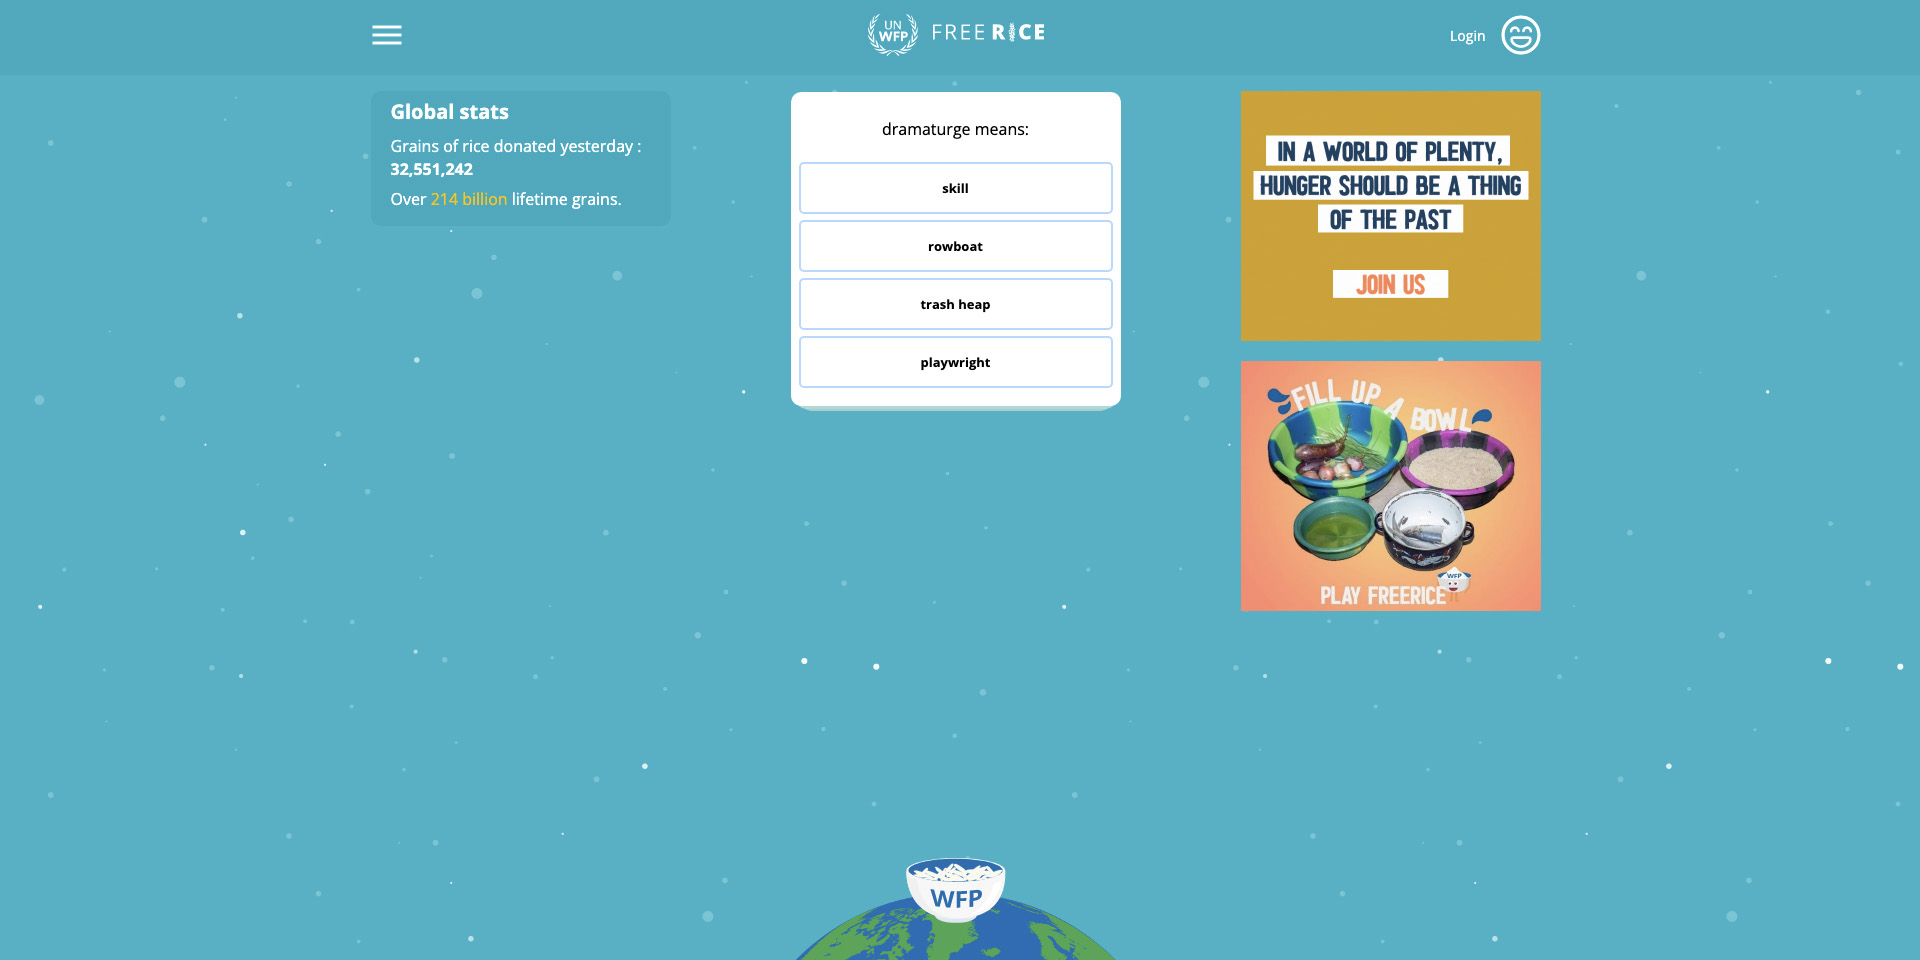 UN
WFP
FREERICE
Login
Global stats
Grains of rice donated yesterday :
32,551,242
Over 214 billion lifetime grains.
dramaturge means:
skill
rowboat
trash heap
playwright
IN A WORLD OF PLENTY,
HUNGER SHOULD BE A THING
OF THE PAST
JOIN US
FILL UP A BOWL
WFP
PLAY FREERICE
WFP